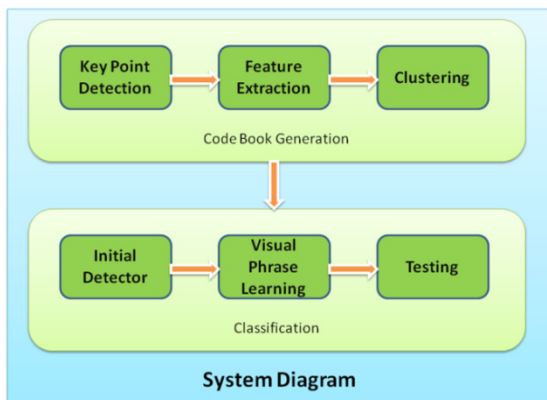 Key Point
Detection
Feature
Extraction
Clustering
Code Book Generation
Initial
Detector
Visual
Phrase
Learning
Testing
Classification
System Diagram